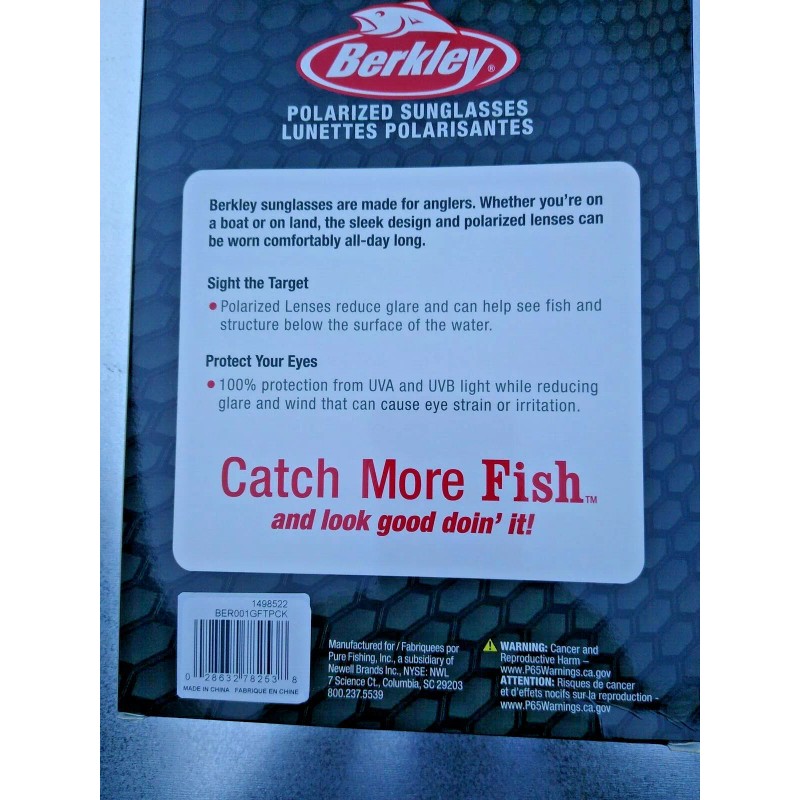 Berkley®
POLARIZED SUNGLASSES
LUNETTES POLARISANTES
Berkley sunglasses are made for anglers. Whether you're on
a boat or on land, the sleek design and polarized lenses can
be worn comfortably all-day long.
Sight the Target
• Polarized Lenses reduce glare and can help see fish and
structure below the surface of the water.
Protect Your Eyes
• 100% protection from UVA and UVB light while reducing
glare and wind that can cause eye strain or irritation.
Catch More Fish™
and look good doin' it!
1498522
BER001GFTPCK
0 28632 78253 8
MADE IN CHINA FABRIQUE EN CHINE
Manufactured for / Fabriquees por
Pure Fishing, Inc., a subsidiary of
Newell Brands Inc., NYSE: NWL
7 Science Ct., Columbia, SC 29203
800.237.5539
WARNING: Cancer and
Reproductive Harm –
www.P65Warnings.ca.gov
ATTENTION: Risques de cancer
et d'effets nocifs sur la reproduction -
www.P65Warnings.ca.gov